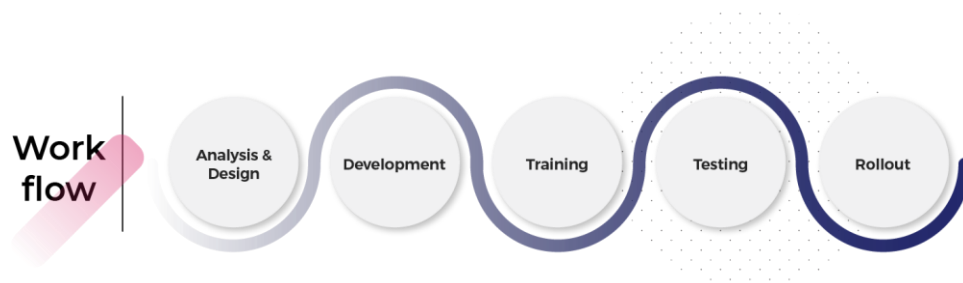 Work
flow
Analysis &
Design
Development
Training
Testing
Rollout